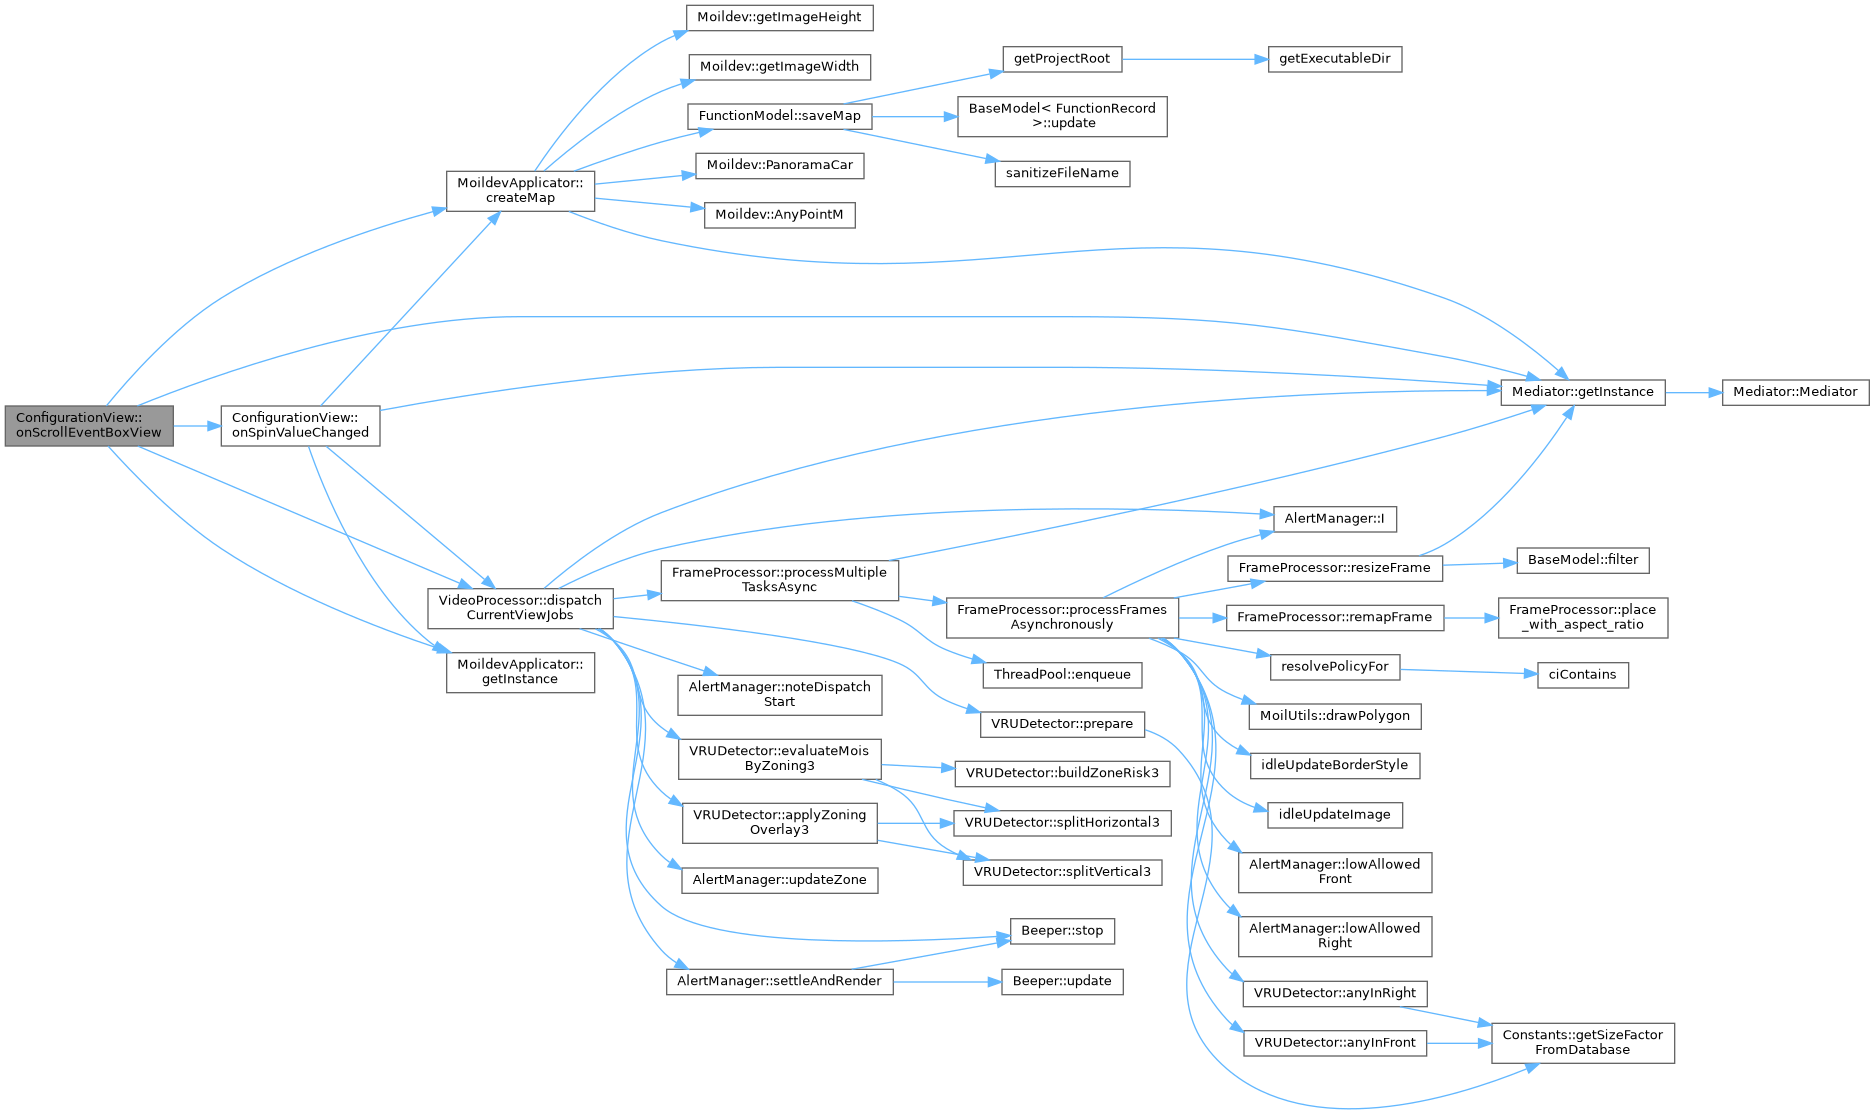 ConfigurationView::
onScrollEventBoxView
ConfigurationView::
onSpinValueChanged
MoildevApplicator::
createMap
VideoProcessor::dispatch
CurrentViewJobs
MoildevApplicator::
getInstance
Moildev::getImageHeight
Moildev::getImageWidth
FunctionModel::saveMap
Moildev::PanoramaCar
Moildev::AnyPointM
getProjectRoot
BaseModel< FunctionRecord
>::update
sanitizeFileName
getExecutableDir
Mediator::getInstance
Mediator::Mediator
FrameProcessor::processMultiple
TasksAsync
AlertManager::noteDispatch
Start
VRUDetector::evaluateMois
ByZoning3
VRUDetector::applyZoning
Overlay3
AlertManager::updateZone
AlertManager::settleAndRender
FrameProcessor::processFrames
Asynchronously
ThreadPool::enqueue
VRUDetector::prepare
VRUDetector::buildZoneRisk3
VRUDetector::splitHorizontal3
VRUDetector::splitVertical3
Beeper::stop
Beeper::update
AlertManager::I
FrameProcessor::resizeFrame
FrameProcessor::remapFrame
resolvePolicyFor
MoilUtils::drawPolygon
idleUpdateBorderStyle
idleUpdateImage
AlertManager::lowAllowed
Front
AlertManager::lowAllowed
Right
VRUDetector::anyInRight
VRUDetector::anyInFront
BaseModel::filter
FrameProcessor::place
_with_aspect_ratio
ciContains
Constants::getSizeFactor
FromDatabase